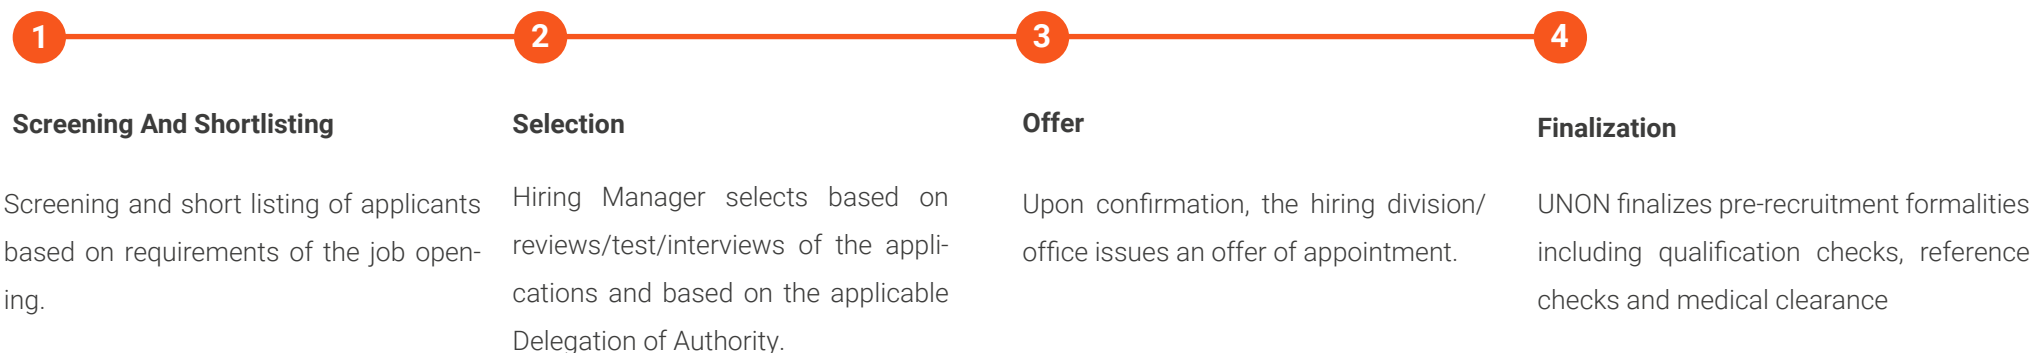 1
2
3
4
Screening And Shortlisting
Screening and short listing of applicants
based on requirements of the job open-
ing.
Selection
Hiring Manager selects based on
reviews/test/interviews of the appli-
cations and based on the applicable
Delegation of Authority.
Offer
Upon confirmation, the hiring division/
office issues an offer of appointment.
Finalization
UNON finalizes pre-recruitment formalities
including qualification checks, reference
checks and medical clearance